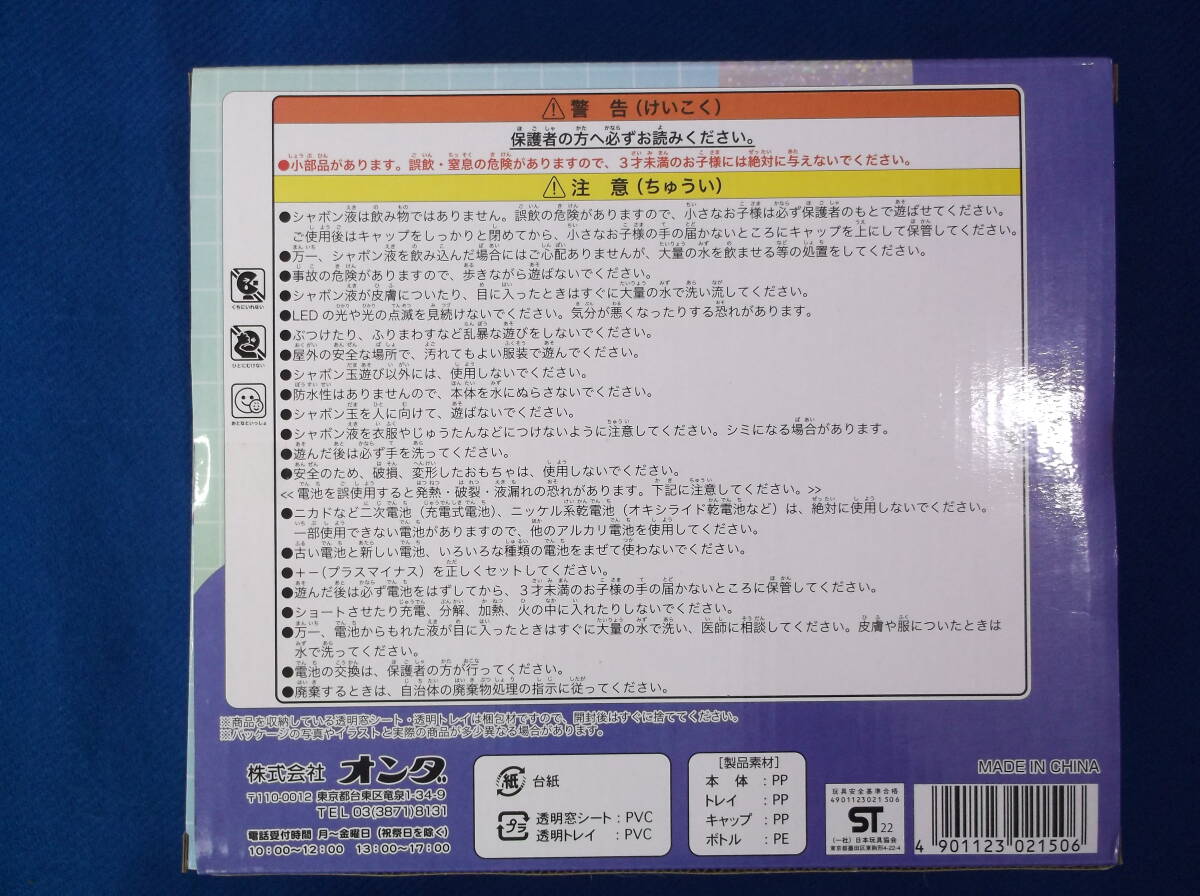 ⚠警 告(けいこく)
保護者の方へ必ずお読みください。
●小部品があります。誤飲・窒息の危険がありますので、3才未満のお子様には絶対に与えないでください。
⚠注 意(ちゅうい)
●シャボン液は飲み物ではありません。誤飲の危険がありますので、小さなお子様は必ず保護者のもとで遊ばせてください。
ご使用後はキャップをしっかりと閉めてから、小さなお子様の手の届かないところにキャップを上にして保管してください。
●万一、シャボン液を飲み込んだ場合にはご心配ありませんが、大量の水を飲ませる等の処置をしてください。
●事故の危険がありますので、歩きながら遊ばないでください。
●シャボン液が皮膚についたり、目に入ったときはすぐに大量の水で洗い流してください。
●LEDの光や光の点滅を見続けないでください。気分が悪くなったりする恐れがあります。
●ぶつけたり、ふりまわすなど乱暴な遊びをしないでください。
●屋外の安全な場所で、汚れてもよい服装で遊んでください。
●シャボン玉遊び以外には、使用しないでください。
●防水性はありませんので、本体を水にぬらさないでください。
●シャボン玉を人に向けて、遊ばないでください。
●シャボン液を衣服やじゅうたんなどにつけないように注意してください。シミになる場合があります。
●遊んだ後は必ず手を洗ってください。
●安全のため、破損、変形したおもちゃは、使用しないでください。
≪電池を誤使用すると発熱・破裂・液漏れの恐れがあります。下記に注意してください。≫
●ニカドなど二次電池(充電式電池)、ニッケル系乾電池(オキシライド乾電池など)は、絶対に使用しないでください。
一部使用できない電池がありますので、他のアルカリ電池を使用してください。
●古い電池と新しい電池、いろいろな種類の電池をまぜて使わないでください。
●+-(プラスマイナス)を正しくセットしてください。
●遊んだ後は必ず電池をはずしてから、3才未満のお子様の手の届かないところに保管してください。
●ショートさせたり充電、分解、加熱、火の中に入れたりしないでください。
●万一、電池からもれた液が目に入ったときはすぐに大量の水で洗い、医師に相談してください。皮膚や服についたときは
水で洗ってください。
●電池の交換は、保護者の方が行ってください。
●廃棄するときは、自治体の廃棄物処理の指示に従ってください。
くちにいれない
ひとにむけない
おとなといっしょ
※商品を収納している透明窓シート・透明トレイは梱包材ですので、開封後はすぐに捨ててください。
※パッケージの写真やイラストと実際の商品が多少異なる場合があります。
株式会社 オンダ
〒110-0012 東京都台東区竜泉1-34-9
TEL 03(3871)8131
電話受付時間 月~金曜日(祝祭日を除く)
10:00~12:00 13:00~17:00
紙 台紙
プラ 透明窓シート:PVC
透明トレイ:PVC
[製品素材]
本 体:PP
トレイ:PP
キャップ:PP
ボトル:PE
MADE IN CHINA
玩具安全基準合格
4901123021506
ST 22
(一社)日本玩具協会
東京都墨田区東駒形4-22-4
4 901123 021506